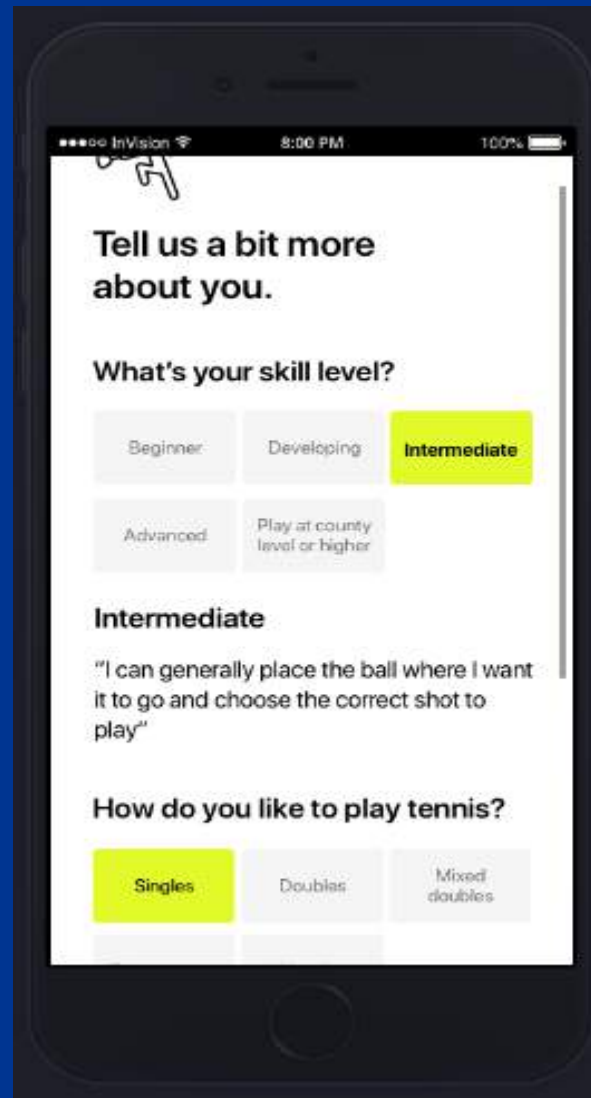 InVision 8:00 PM 100%
Tell us a bit more
about you.
What's your skill level?
Beginner Developing Intermediate
Advanced Play at county
level or higher
Intermediate
"I can generally place the ball where I want
it to go and choose the correct shot to
play"
How do you like to play tennis?
Singles Doubles Mixed
doubles